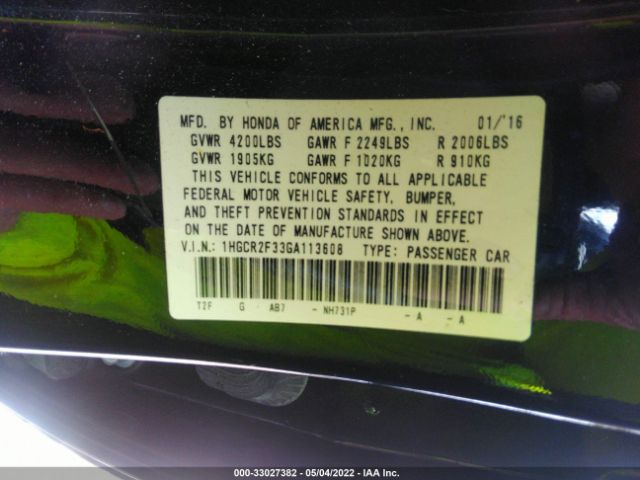 MFD. BY HONDA OF AMERICA MFG., INC. 01/'16
GVWR 4200LBS GAWR F 2249LBS R 2006LBS
GVWR 1905KG GAWR F 1020KG R 910KG
THIS VEHICLE CONFORMS TO ALL APPLICABLE
FEDERAL MOTOR VEHICLE SAFETY, BUMPER,
AND THEFT PREVENTION STANDARDS IN EFFECT
ON THE DATE OF MANUFACTURE SHOWN ABOVE.
V.I.N.: 1HGCR2F33GA113608 TYPE: PASSENGER CAR
T2F G AB7 - NH731P - A - A
000-33027382 - 05/04/2022 - IAA Inc.